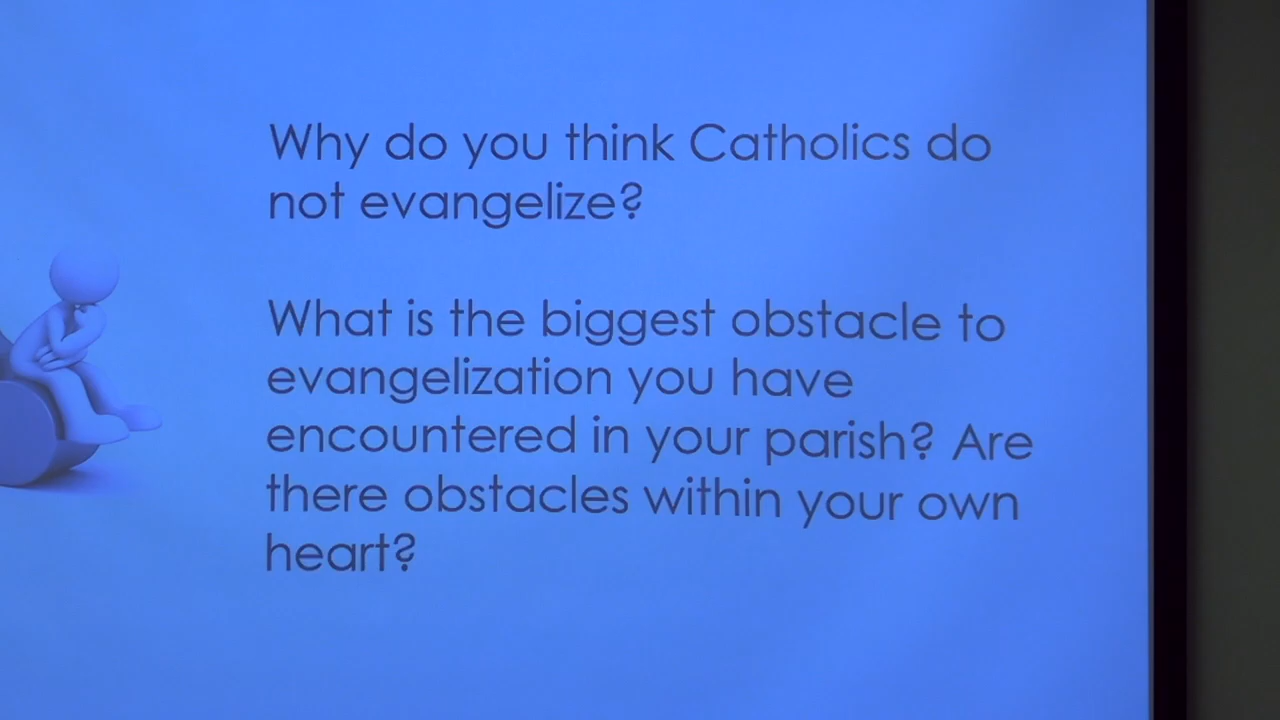 Why do you think Catholics do
not evangelize?
What is the biggest obstacle to
evangelization you have
encountered in your parish? Are
there obstacles within your own
heart?